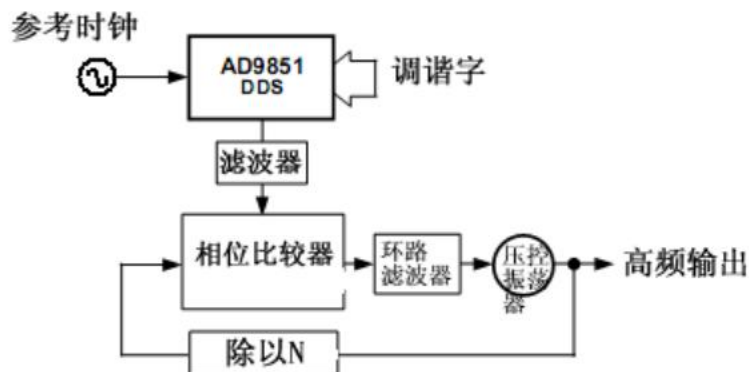 参考时钟
AD9851
DDS
调谐字
滤波器
相位比较器
环路
滤波器
压控
振荡
器
高频输出
除以N